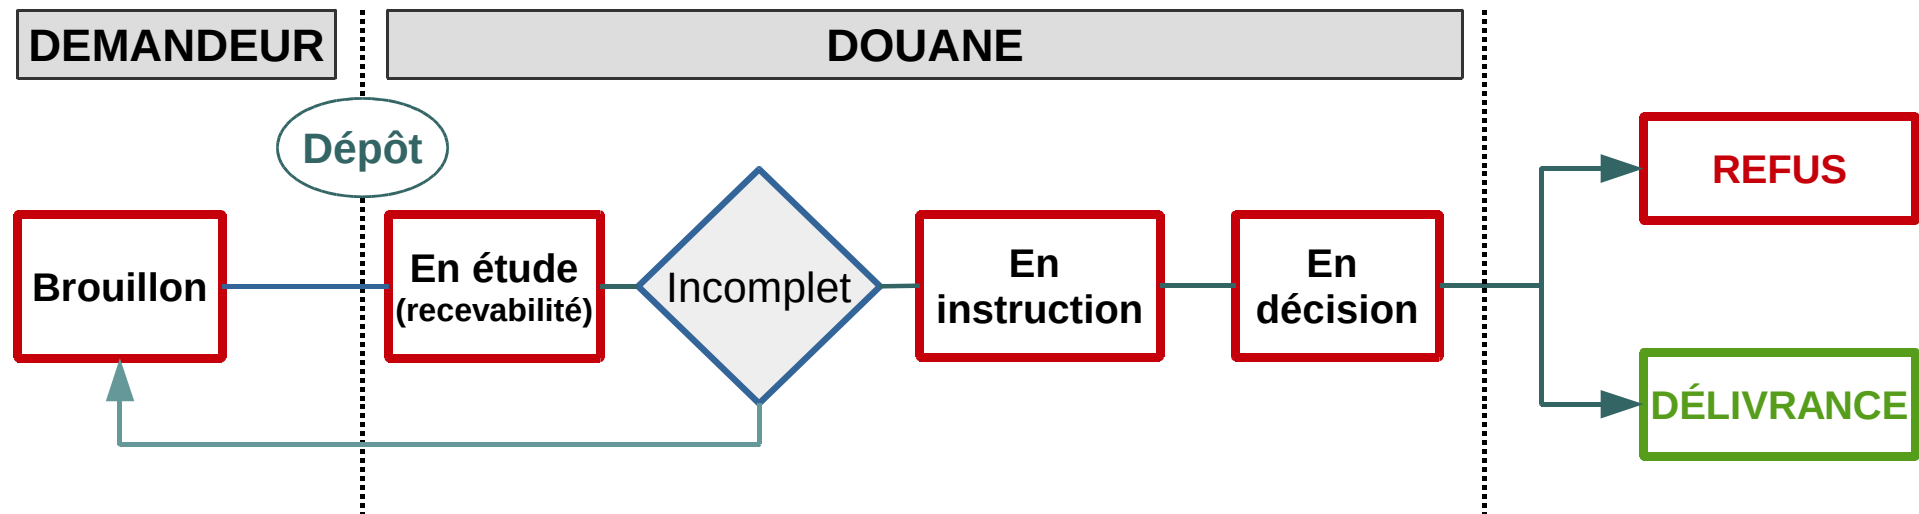 DEMANDEUR
DOUANE
Dépôt
Brouillon
En étude
(recevabilité)
Incomplet
En
instruction
En
décision
REFUS
DÉLIVRANCE